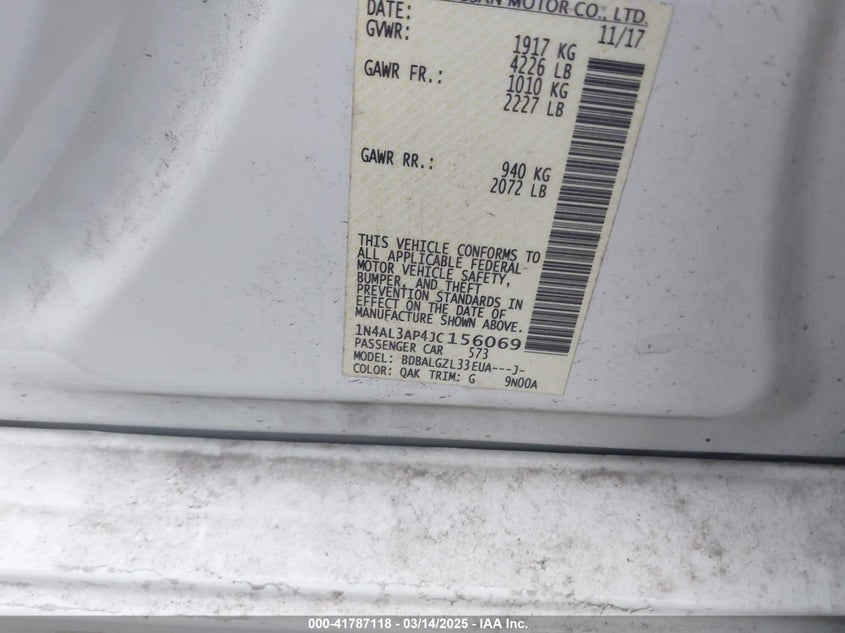 MOTOR CO., LTD.
DATE: 11/17
GVWR: 1917 KG
4226 LB
GAWR FR.: 1010 KG
2227 LB
GAWR RR.: 940 KG
2072 LB
THIS VEHICLE CONFORMS TO
ALL APPLICABLE FEDERAL
MOTOR VEHICLE SAFETY,
BUMPER, AND THEFT
PREVENTION STANDARDS IN
EFFECT ON THE DATE OF
MANUFACTURE SHOWN ABOVE.
1N4AL3AP4JC156069
PASSENGER CAR 573
MODEL: BDBALGZL33EUA---J-
COLOR: QAK TRIM: G 9N00A
000-41787118 - 03/14/2025 - IAA Inc.